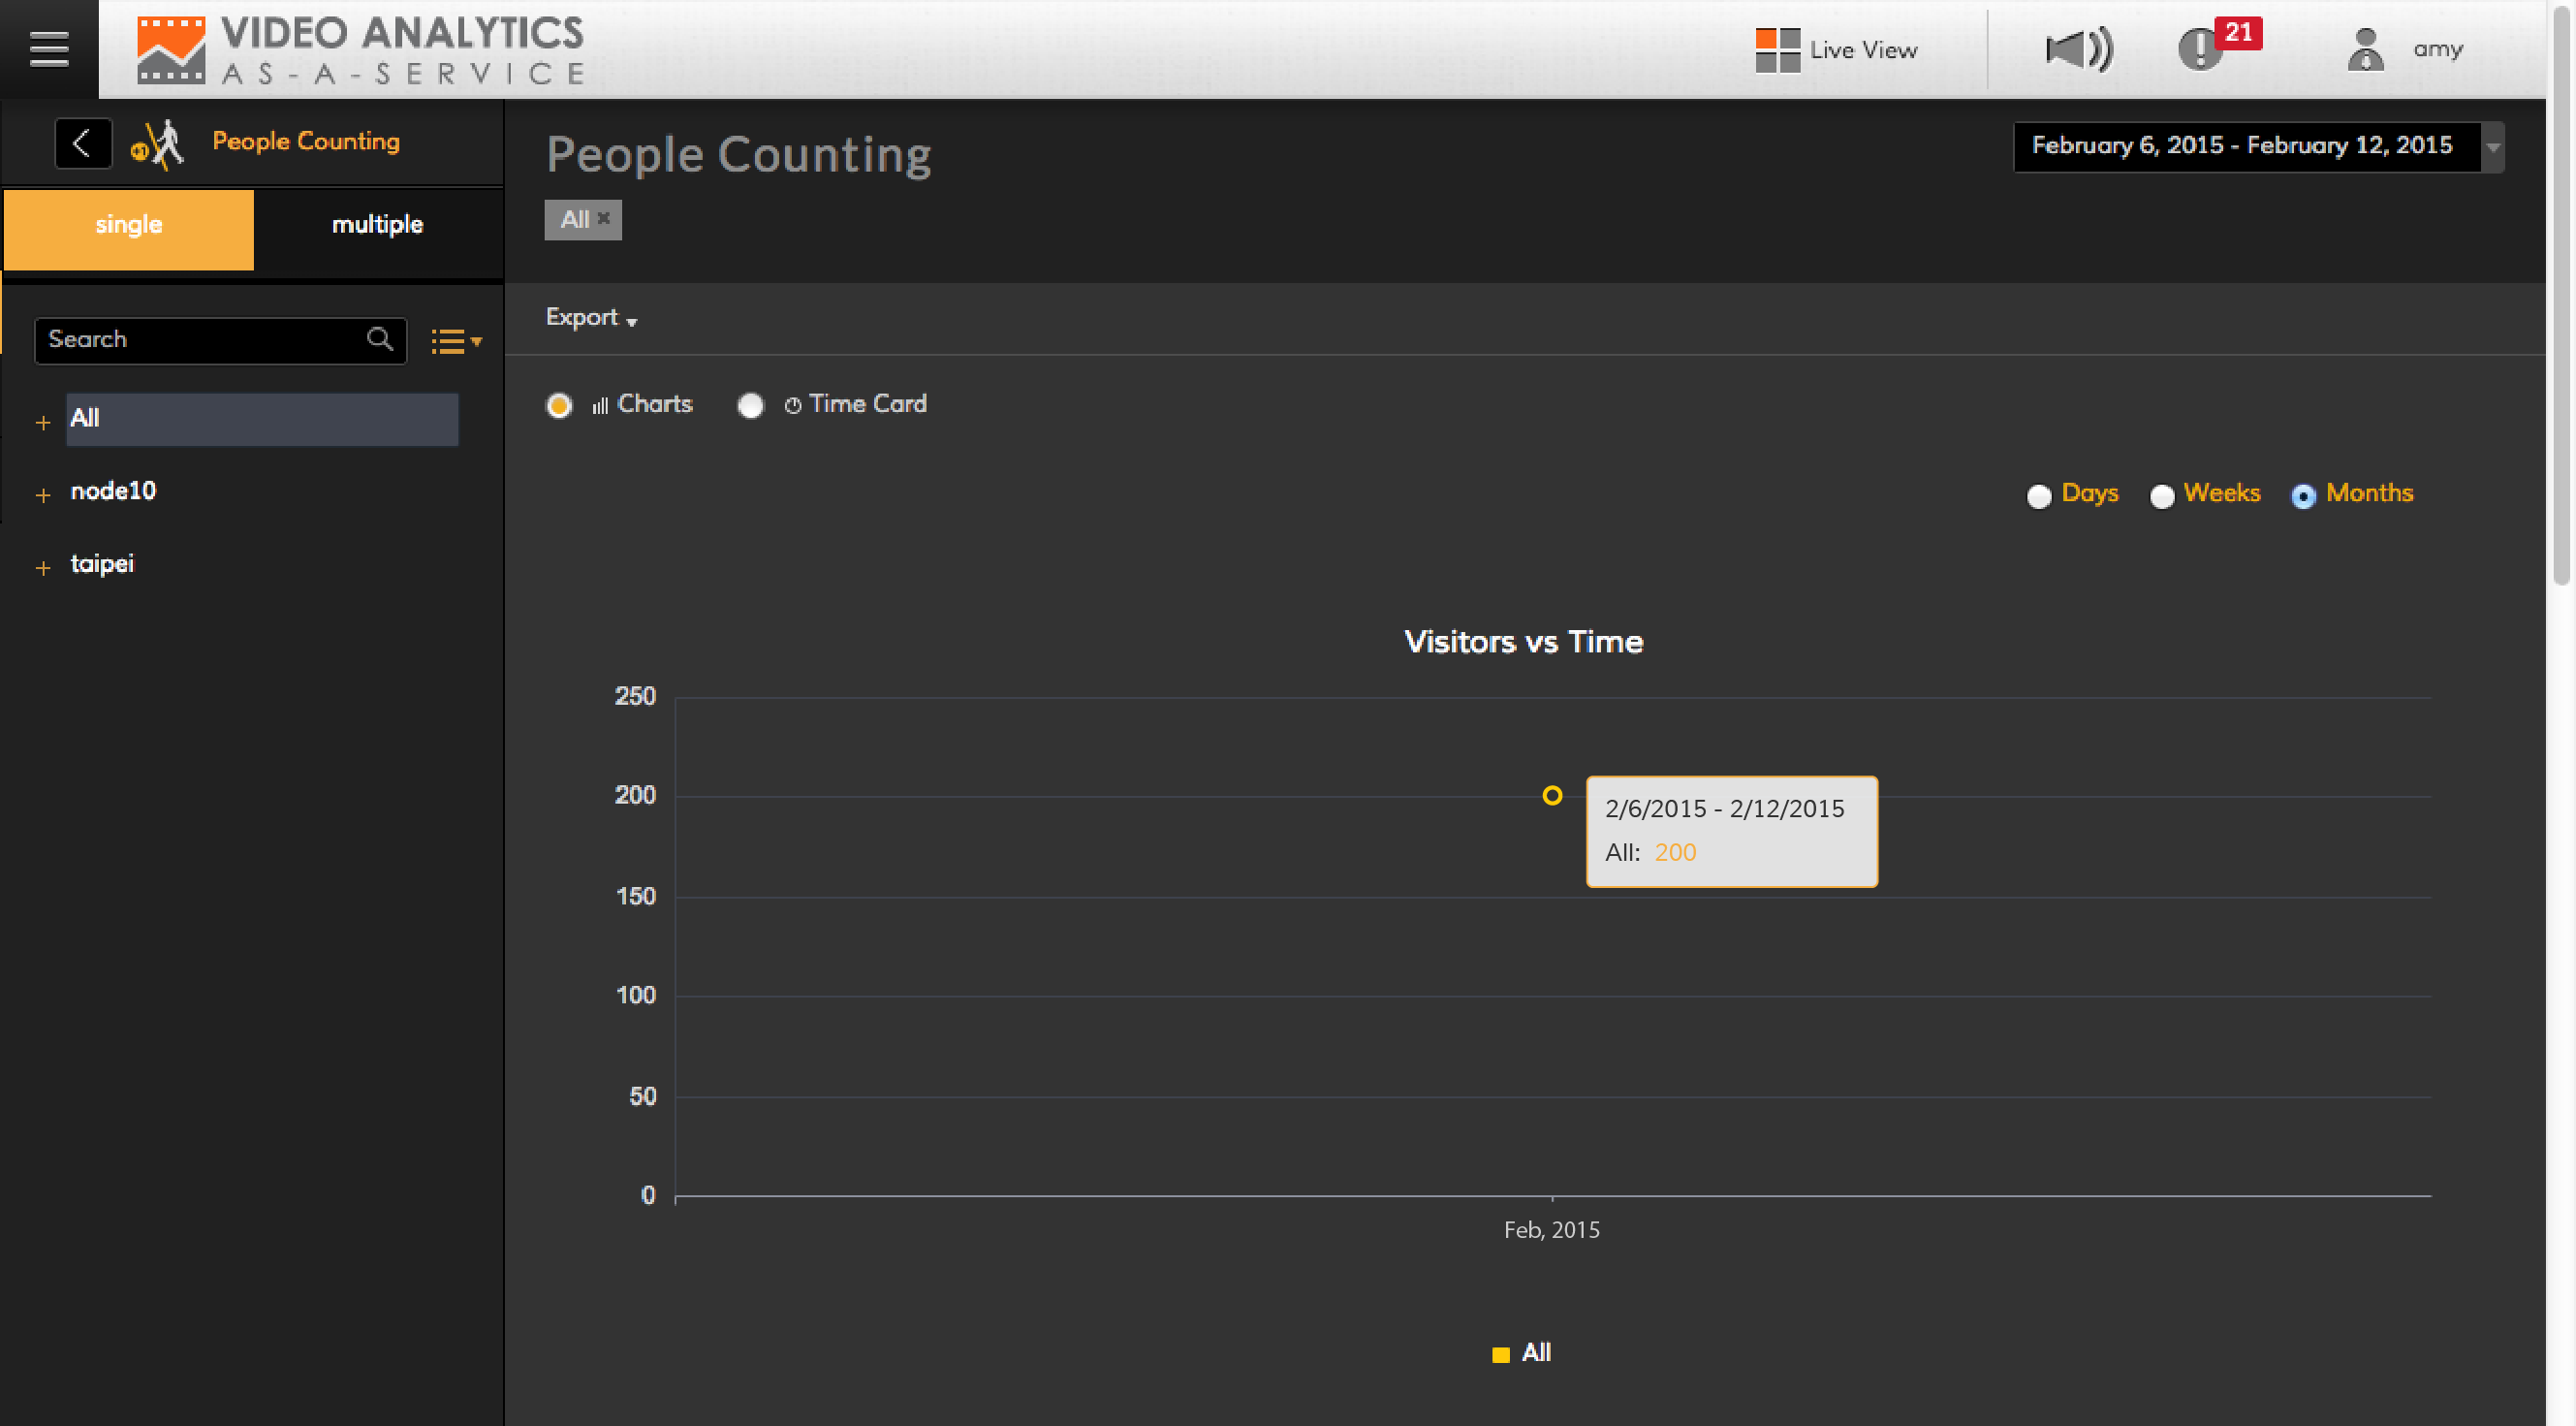 VIDEO ANALYTICS
AS-A-SERVICE
Live View
21
amy
People Counting
single
multiple
Search
All
node10
taipei
People Counting
February 6, 2015 - February 12, 2015
All ×
Export
Charts
Time Card
Days
Weeks
Months
Visitors vs Time
250
200
150
100
50
0
2/6/2015 - 2/12/2015
All: 200
Feb, 2015
All